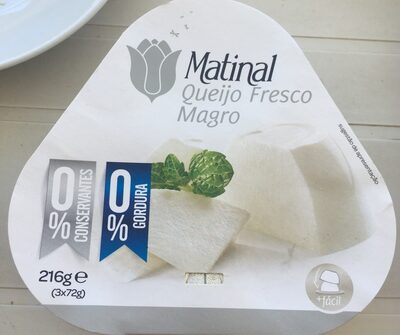 Matinal
Queijo Fresco
Magro
sugestão de apresentação
0%
CONSERVANTES
0%
GORDURA
216g e
(3x72g)
+fácil